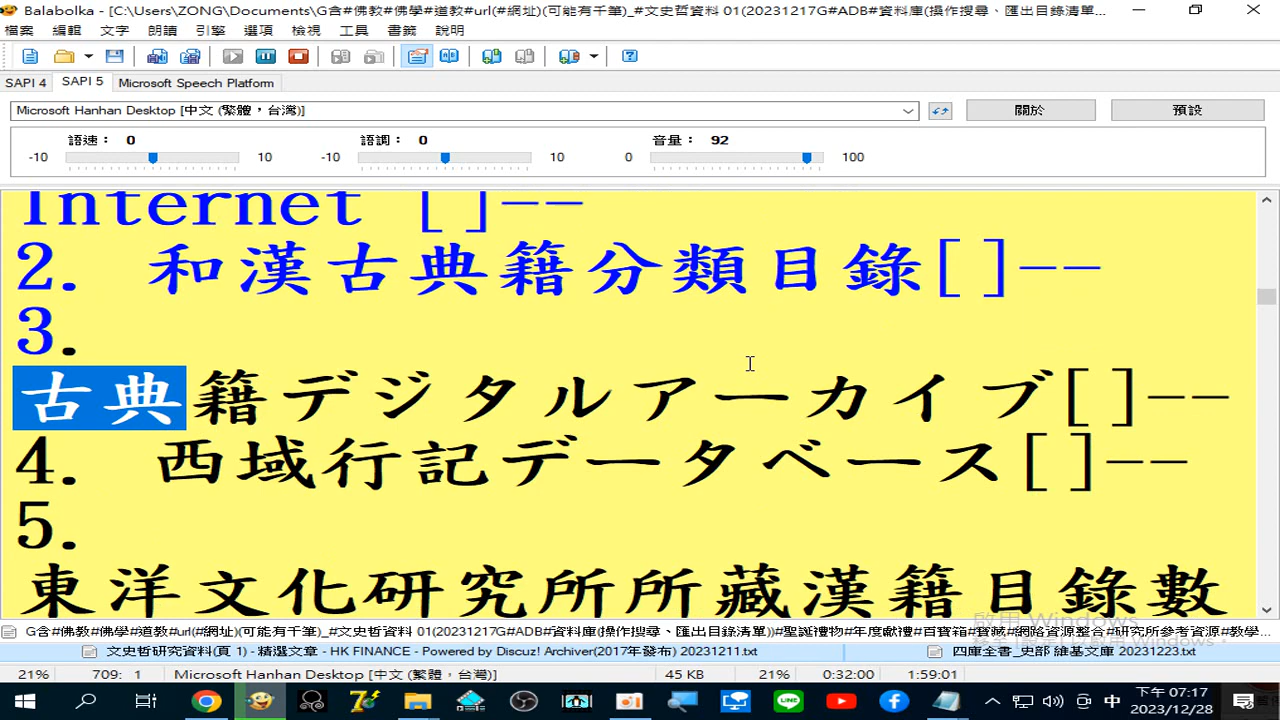 Balabolka - [C:\Users\ZONG\Documents\G含#佛教#佛學#道教#url(#網址)(可能有千筆)_#文史哲資料 01(20231217G#ADB#資料庫(操作搜尋、匯出目錄清單...
檔案 編輯 文字 朗讀 引擎 選項 檢視 工具 書籤 說明
SAPI 4 SAPI 5 Microsoft Speech Platform
Microsoft Hanhan Desktop [中文 (繁體，台灣)] 關於 預設
語速： 0 語調： 0 音量： 92
-10 10 -10 10 0 100
Internet []--
2. 和漢古典籍分類目錄[]--
3.
古典籍デジタルアーカイブ[]--
4. 西域行記データベース[]--
5.
東洋文化研究所所藏漢籍目錄數
啟用 Windows
G含#佛教#佛學#道教#url(#網址)(可能有千筆)_#文史哲資料 01(20231217G#ADB#資料庫(操作搜尋、匯出目錄清單))#聖誕禮物#年度獻禮#百寶箱#寶城#網路資源整合#研究所參考資源#教學...
文史哲研究資料(頁 1) - 精選文章 - HK FINANCE - Powered by Discuz! Archiver(2017年發布) 20231211.txt 四庫全書_史部 維基文庫 20231223.txt
21% 709: 1 Microsoft Hanhan Desktop [中文 (繁體，台灣)] 45 KB 21% 0:32:00 1:59:01
中 下午 07:17
2023/12/28